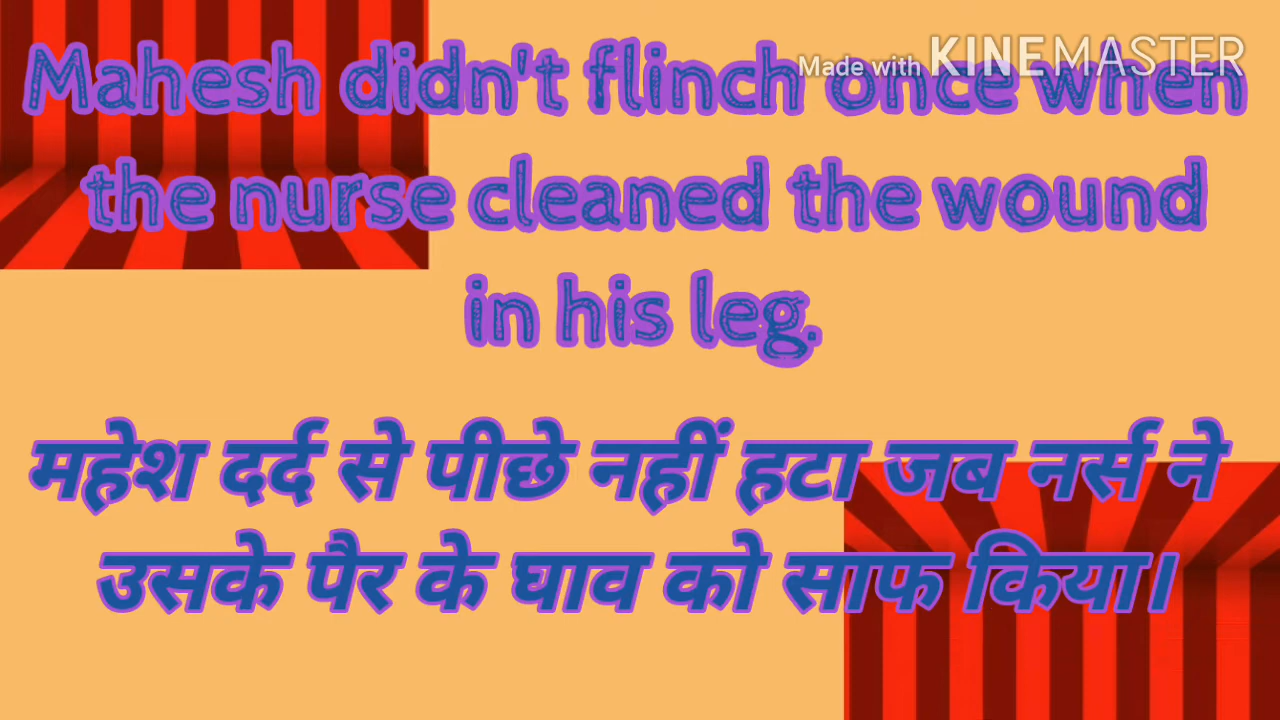 Made with KINEMASTER
Mahesh didn't flinch once when
the nurse cleaned the wound
in his leg.
महेश दर्द से पीछे नहीं हटा जब नर्स ने
उसके पैर के घाव को साफ किया।